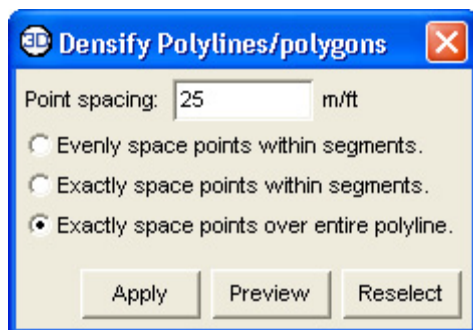 3D Densify Polylines/polygons
Point spacing: 25 m/ft
Evenly space points within segments.
Exactly space points within segments.
Exactly space points over entire polyline.
Apply Preview Reselect